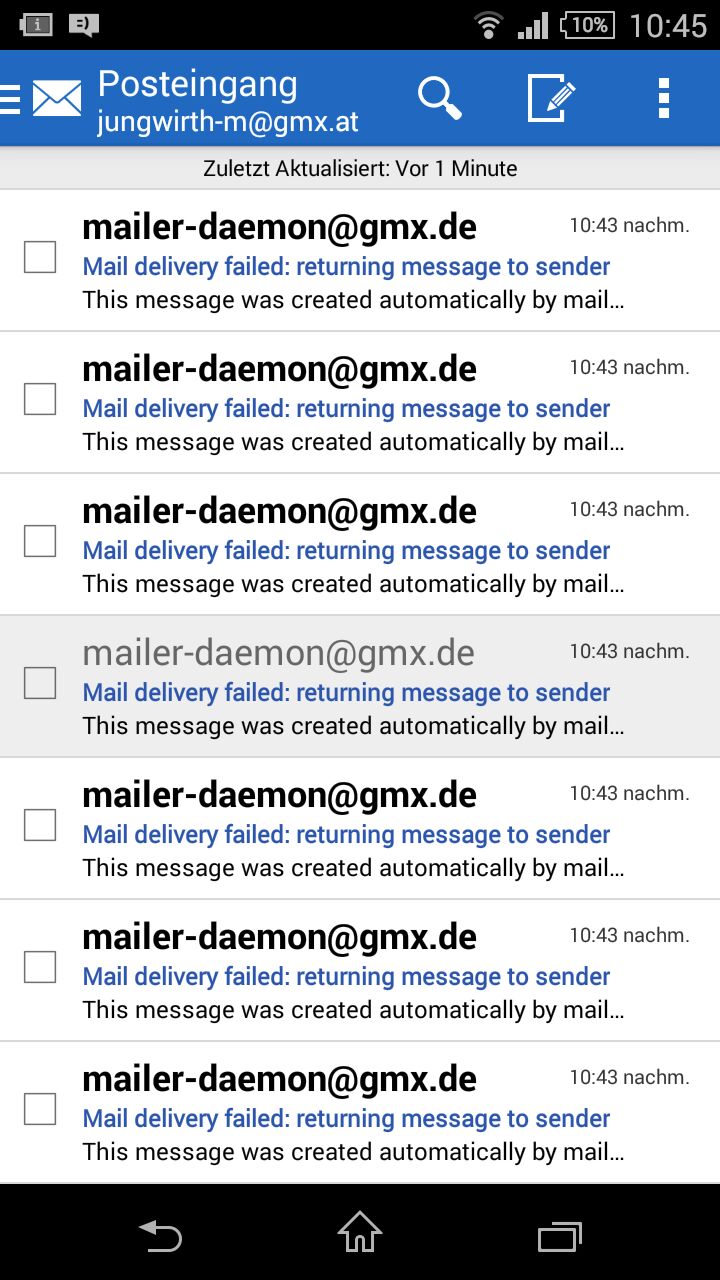 10% 10:45
Posteingang
jungwirth-m@gmx.at
Zuletzt Aktualisiert: Vor 1 Minute
mailer-daemon@gmx.de 10:43 nachm.
Mail delivery failed: returning message to sender
This message was created automatically by mail...
mailer-daemon@gmx.de 10:43 nachm.
Mail delivery failed: returning message to sender
This message was created automatically by mail...
mailer-daemon@gmx.de 10:43 nachm.
Mail delivery failed: returning message to sender
This message was created automatically by mail...
mailer-daemon@gmx.de 10:43 nachm.
Mail delivery failed: returning message to sender
This message was created automatically by mail...
mailer-daemon@gmx.de 10:43 nachm.
Mail delivery failed: returning message to sender
This message was created automatically by mail...
mailer-daemon@gmx.de 10:43 nachm.
Mail delivery failed: returning message to sender
This message was created automatically by mail...
mailer-daemon@gmx.de 10:43 nachm.
Mail delivery failed: returning message to sender
This message was created automatically by mail...